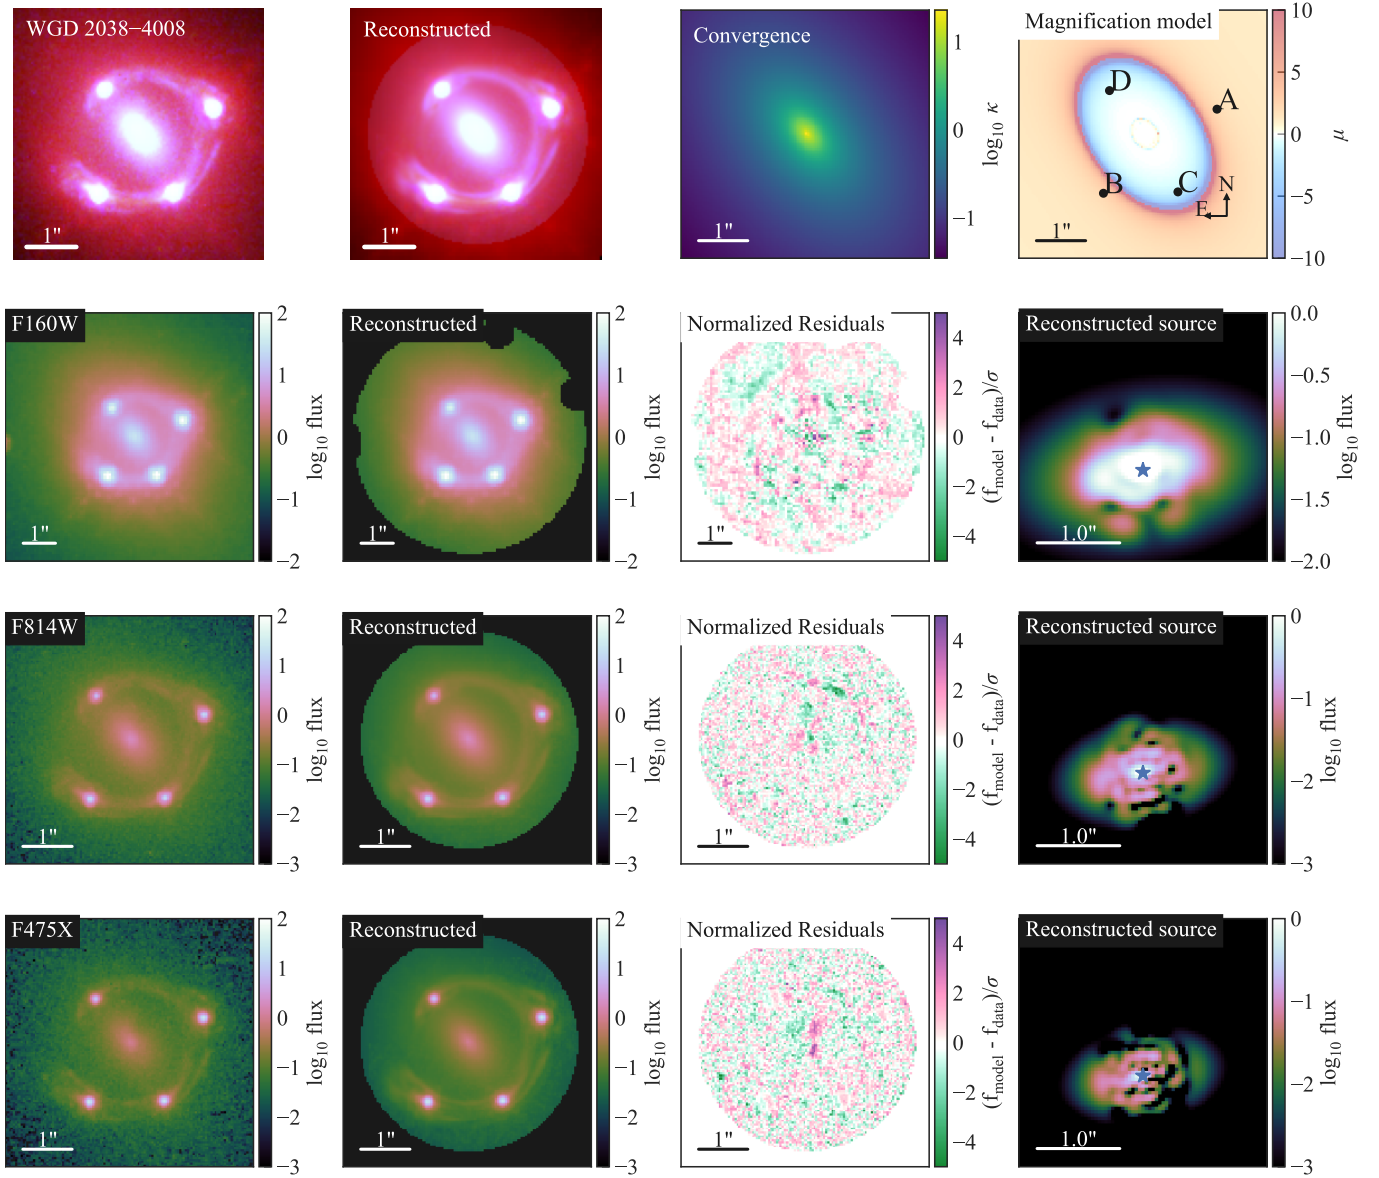 WGD 2038−4008
1"
Reconstructed
1"
Convergence
1"
1
0
−1
log10 κ
Magnification model
D
A
B
C
N
E
1"
10
5
0
−5
−10
μ
F160W
1"
2
1
0
−1
−2
log10 flux
Reconstructed
1"
2
1
0
−1
−2
log10 flux
Normalized Residuals
1"
4
2
0
−2
−4
(fmodel - fdata)/σ
Reconstructed source
1.0"
0.0
−0.5
−1.0
−1.5
−2.0
log10 flux
F814W
1"
2
1
0
−1
−2
−3
log10 flux
Reconstructed
1"
2
1
0
−1
−2
−3
log10 flux
Normalized Residuals
1"
4
2
0
−2
−4
(fmodel - fdata)/σ
Reconstructed source
1.0"
0
−1
−2
−3
log10 flux
F475X
1"
2
1
0
−1
−2
−3
log10 flux
Reconstructed
1"
2
1
0
−1
−2
−3
log10 flux
Normalized Residuals
1"
4
2
0
−2
−4
(fmodel - fdata)/σ
Reconstructed source
1.0"
0
−1
−2
−3
log10 flux